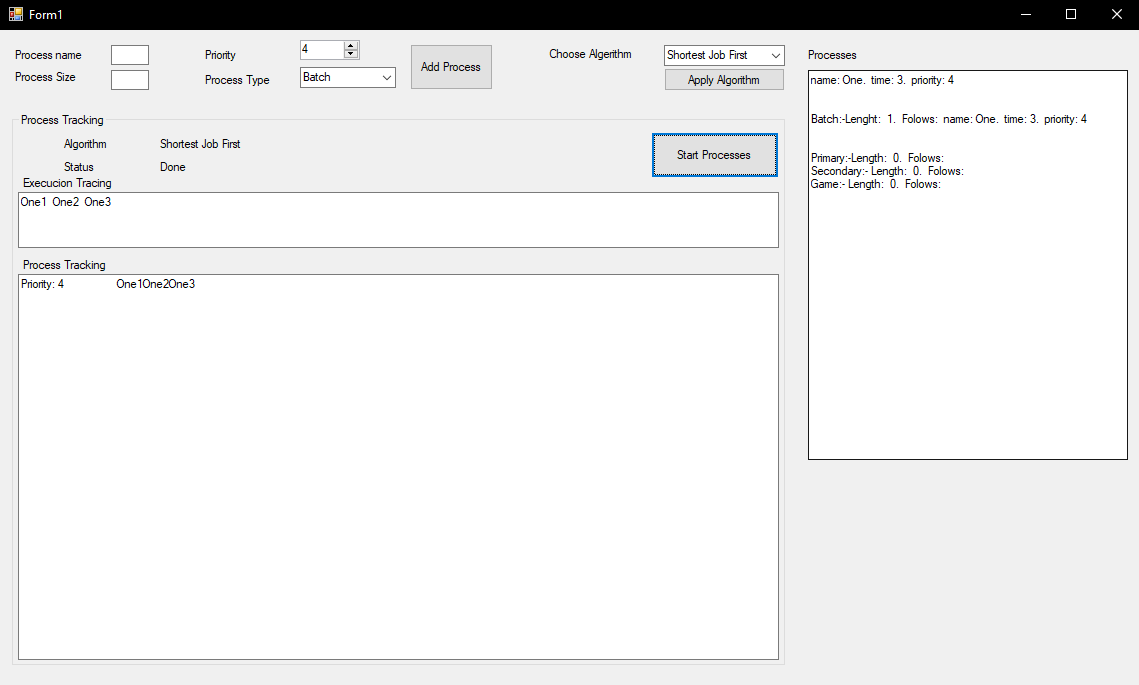 Form1
Process name
Priority
4
Add Process
Choose Algorithm
Shortest Job First
Processes
Process Size
Process Type
Batch
Apply Algorithm
name: One. time: 3. priority: 4
Batch:-Lenght: 1. Folows: name: One. time: 3. priority: 4
Primary:-Length: 0. Folows:
Secondary:- Length: 0. Folows:
Game:- Length: 0. Folows:
Process Tracking
Algorithm
Shortest Job First
Start Processes
Status
Done
Execucion Tracing
One1 One2 One3
Process Tracking
Priority: 4 One1One2One3